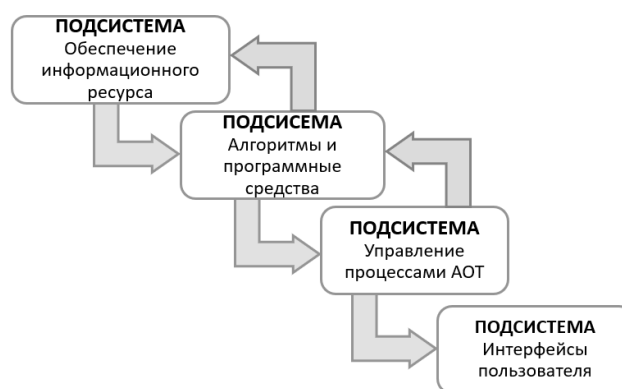 ПОДСИСТЕМА
Обеспечение
информационного
ресурса
ПОДСИСЕМА
Алгоритмы и
программные
средства
ПОДСИСТЕМА
Управление
процессами АОТ
ПОДСИСТЕМА
Интерфейсы
пользователя